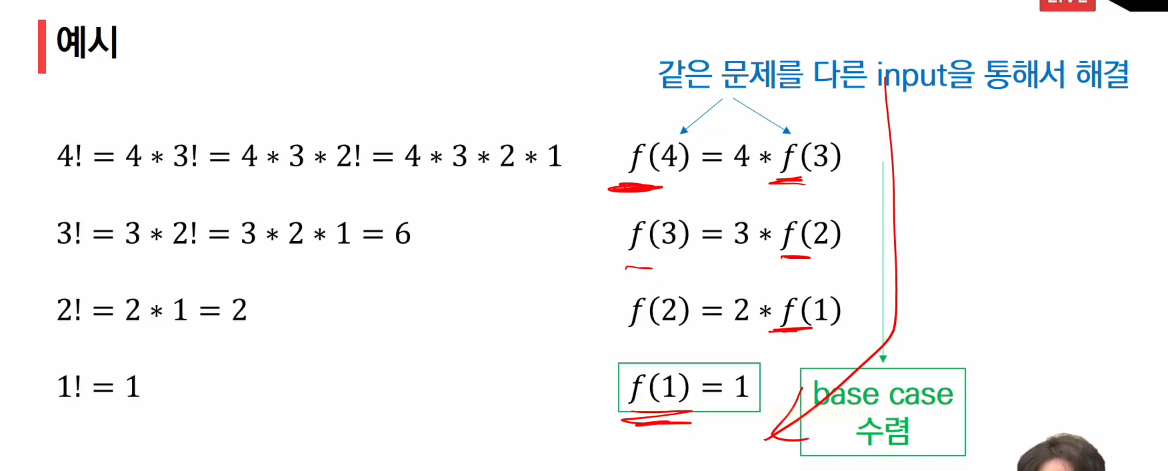 LIVE
예시
같은 문제를 다른 input을 통해서 해결
4! = 4 ∗ 3! = 4 ∗ 3 ∗ 2! = 4 ∗ 3 ∗ 2 ∗ 1
f(4) = 4 ∗ f(3)
3! = 3 ∗ 2! = 3 ∗ 2 ∗ 1 = 6
f(3) = 3 ∗ f(2)
2! = 2 ∗ 1 = 2
f(2) = 2 ∗ f(1)
1! = 1
f(1) = 1
base case
수렴